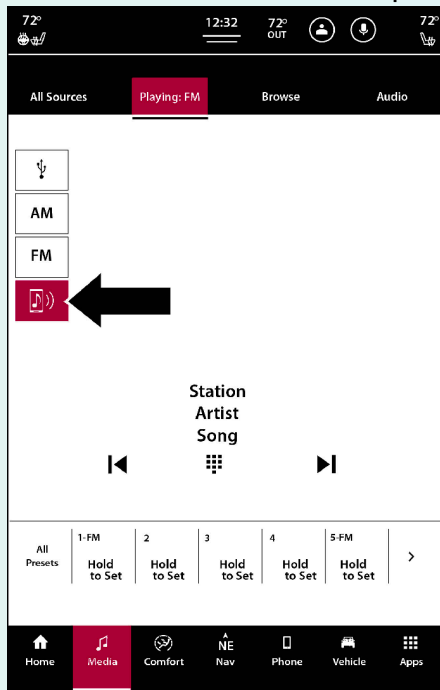 72°
12:32
72°
OUT
72°
All Sources
Playing: FM
Browse
Audio
AM
FM
Station
Artist
Song
All
Presets
1-FM
Hold
to Set
2
Hold
to Set
3
Hold
to Set
4
Hold
to Set
5-FM
Hold
to Set
NE
Home
Media
Comfort
Nav
Phone
Vehicle
Apps